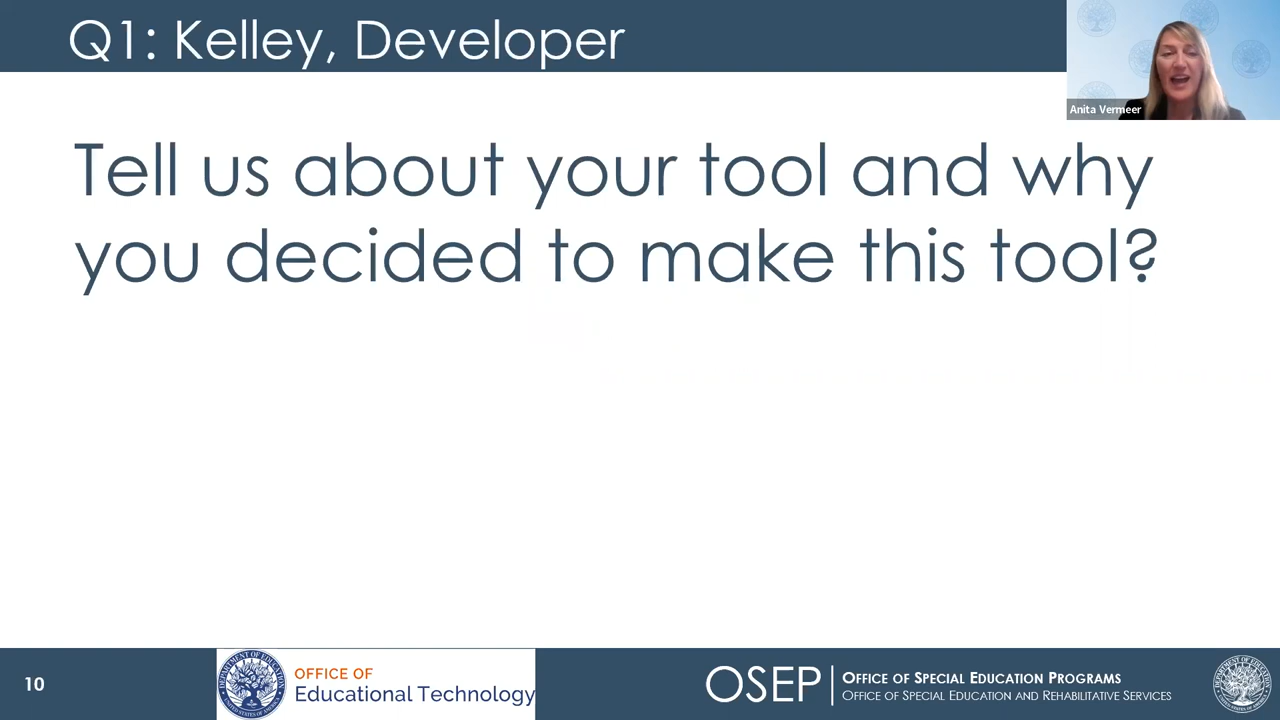 Q1: Kelley, Developer
Anita Vermeer
Tell us about your tool and why
you decided to make this tool?
10
OFFICE OF
Educational Technology
OSEP
OFFICE OF SPECIAL EDUCATION PROGRAMS
OFFICE OF SPECIAL EDUCATION AND REHABILITATIVE SERVICES